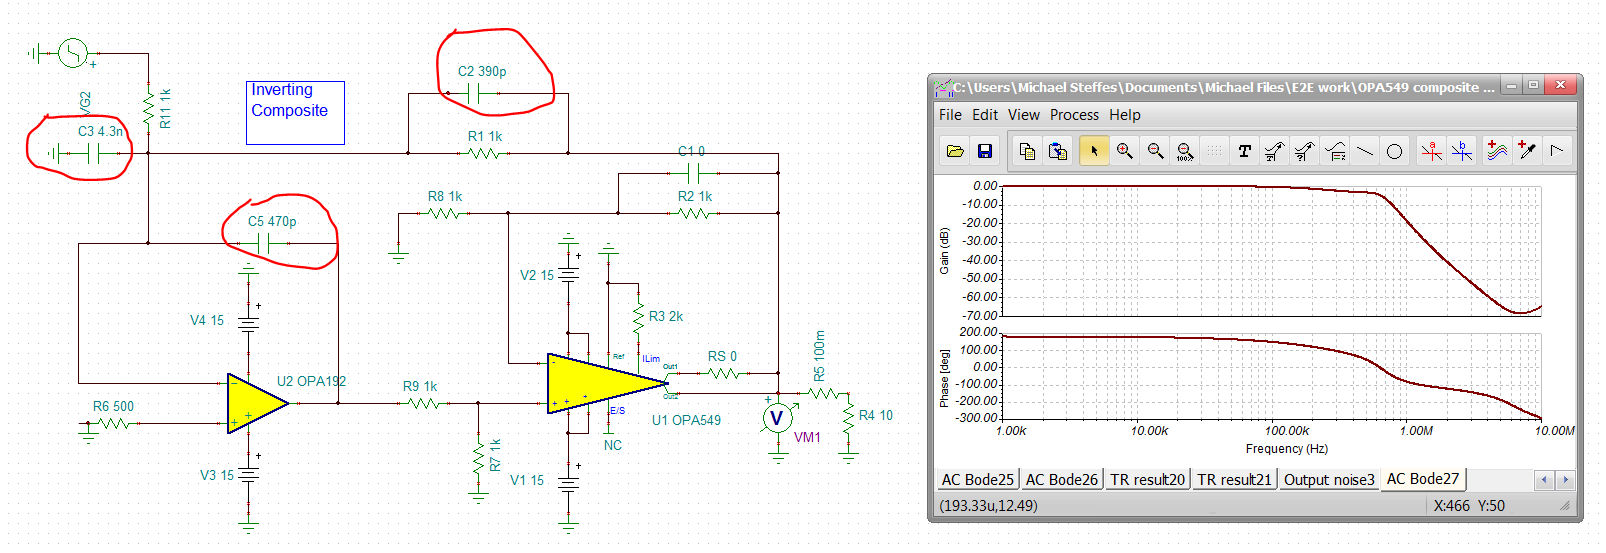 VG2
R11 1k
C3 4.3n
Inverting
Composite
C2 390p
R1 1k
C1 0
R2 1k
R8 1k
C5 470p
V4 15
U2 OPA192
R6 500
V3 15
R9 1k
R7 1k
V2 15
V1 15
Ref
ILim
R3 2k
Out1
Out2
E/S
NC
U1 OPA549
RS 0
R5 100m
R4 10
V
VM1
C:\Users\Michael Steffes\Documents\Michael Files\E2E work\OPA549 composite ...
File Edit View Process Help
100%
T
a
b
0.00
-10.00
-20.00
-30.00
-40.00
-50.00
-60.00
-70.00
Gain (dB)
200.00
100.00
0.00
-100.00
-200.00
-300.00
Phase [deg]
1.00k 10.00k 100.00k 1.00M 10.00M
Frequency (Hz)
AC Bode25 AC Bode26 TR result20 TR result21 Output noise3 AC Bode27
(193.33u,12.49) X:466 Y:50